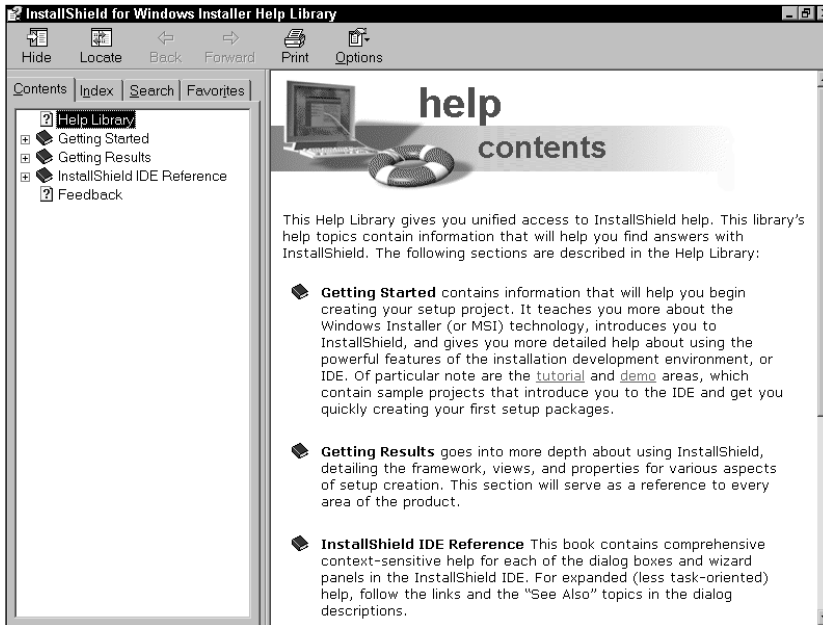 InstallShield for Windows Installer Help Library
Hide Locate Back Forward Print Options
Contents Index Search Favorites
Help Library
Getting Started
Getting Results
InstallShield IDE Reference
Feedback
help
contents
This Help Library gives you unified access to InstallShield help. This library's
help topics contain information that will help you find answers with
InstallShield. The following sections are described in the Help Library:
Getting Started contains information that will help you begin
creating your setup project. It teaches you more about the
Windows Installer (or MSI) technology, introduces you to
InstallShield, and gives you more detailed help about using the
powerful features of the installation development environment, or
IDE. Of particular note are the tutorial and demo areas, which
contain sample projects that introduce you to the IDE and get you
quickly creating your first setup packages.
Getting Results goes into more depth about using InstallShield,
detailing the framework, views, and properties for various aspects
of setup creation. This section will serve as a reference to every
area of the product.
InstallShield IDE Reference This book contains comprehensive
context-sensitive help for each of the dialog boxes and wizard
panels in the InstallShield IDE. For expanded (less task-oriented)
help, follow the links and the "See Also" topics in the dialog
descriptions.